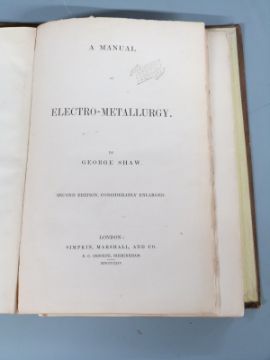 A MANUAL
ELECTRO-METALLURGY.
BY
GEORGE SHAW.
SECOND EDITION, CONSIDERABLY ENLARGED.
LONDON:
SIMPKIN, MARSHALL, AND CO.
BIRMINGHAM